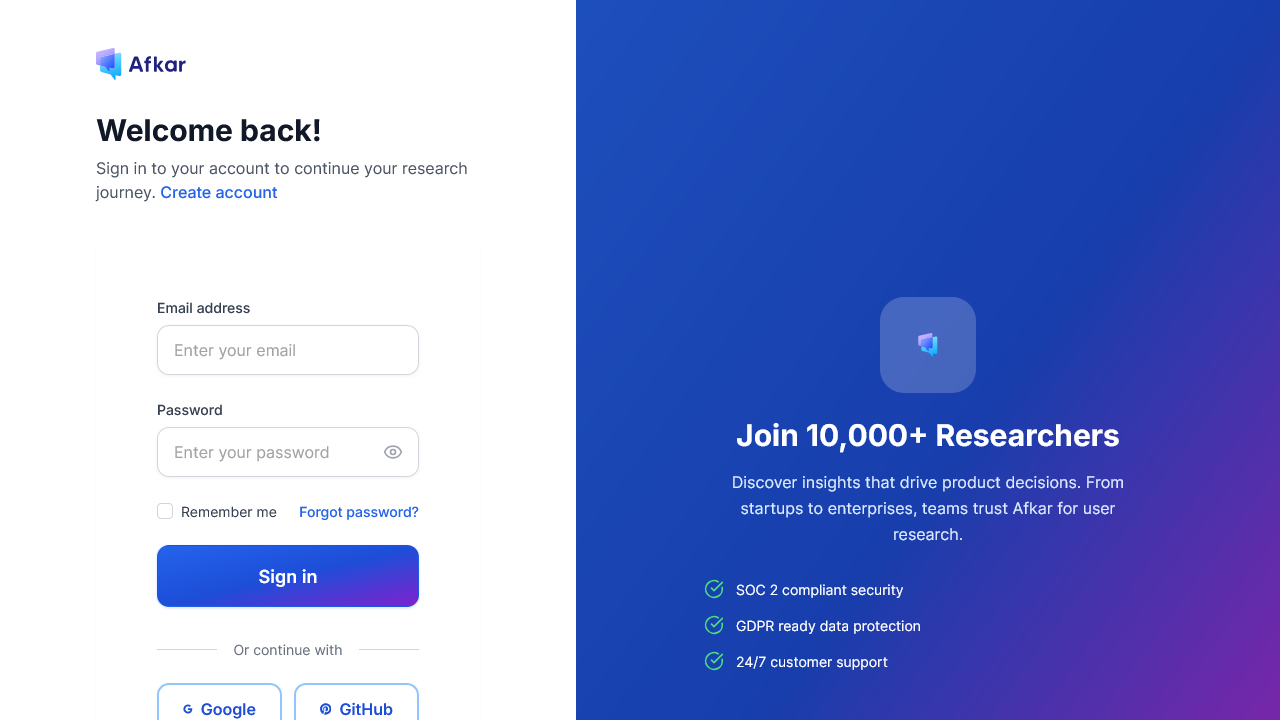 Afkar
Welcome back!
Sign in to your account to continue your research
journey. Create account
Email address
Enter your email
Password
Enter your password
Remember me
Forgot password?
Sign in
Or continue with
Google
GitHub
Join 10,000+ Researchers
Discover insights that drive product decisions. From
startups to enterprises, teams trust Afkar for user
research.
SOC 2 compliant security
GDPR ready data protection
24/7 customer support